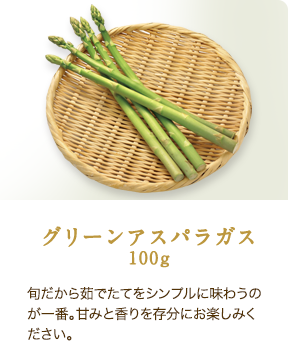 グリーンアスパラガス
100g
旬だから茹でたてをシンプルに味わうの
が一番。甘みと香りを存分にお楽しみく
ださい。